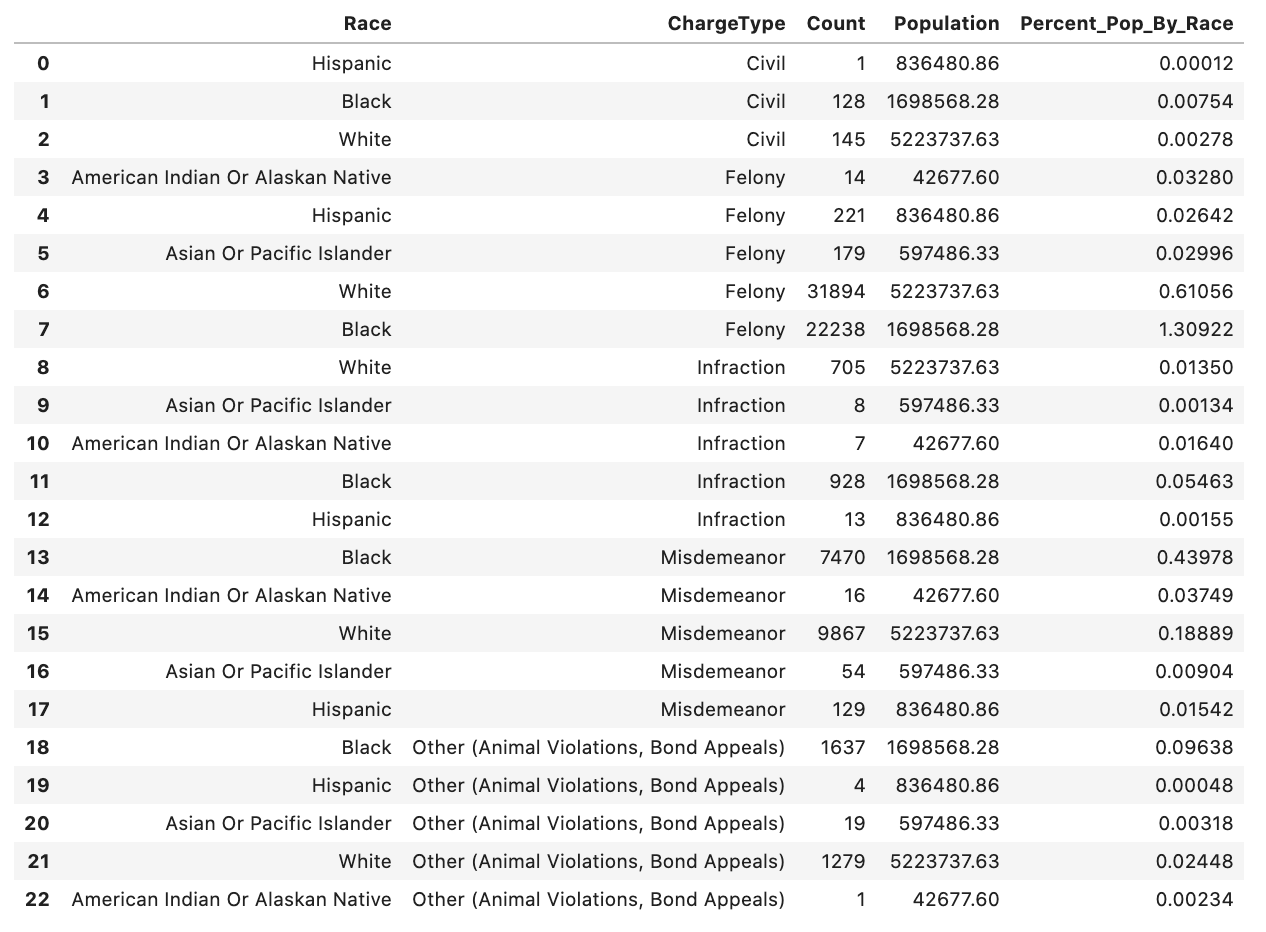 Race ChargeType Count Population Percent_Pop_By_Race
0 Hispanic Civil 1 836480.86 0.00012
1 Black Civil 128 1698568.28 0.00754
2 White Civil 145 5223737.63 0.00278
3 American Indian Or Alaskan Native Felony 14 42677.60 0.03280
4 Hispanic Felony 221 836480.86 0.02642
5 Asian Or Pacific Islander Felony 179 597486.33 0.02996
6 White Felony 31894 5223737.63 0.61056
7 Black Felony 22238 1698568.28 1.30922
8 White Infraction 705 5223737.63 0.01350
9 Asian Or Pacific Islander Infraction 8 597486.33 0.00134
10 American Indian Or Alaskan Native Infraction 7 42677.60 0.01640
11 Black Infraction 928 1698568.28 0.05463
12 Hispanic Infraction 13 836480.86 0.00155
13 Black Misdemeanor 7470 1698568.28 0.43978
14 American Indian Or Alaskan Native Misdemeanor 16 42677.60 0.03749
15 White Misdemeanor 9867 5223737.63 0.18889
16 Asian Or Pacific Islander Misdemeanor 54 597486.33 0.00904
17 Hispanic Misdemeanor 129 836480.86 0.01542
18 Black Other (Animal Violations, Bond Appeals) 1637 1698568.28 0.09638
19 Hispanic Other (Animal Violations, Bond Appeals) 4 836480.86 0.00048
20 Asian Or Pacific Islander Other (Animal Violations, Bond Appeals) 19 597486.33 0.00318
21 White Other (Animal Violations, Bond Appeals) 1279 5223737.63 0.02448
22 American Indian Or Alaskan Native Other (Animal Violations, Bond Appeals) 1 42677.60 0.00234